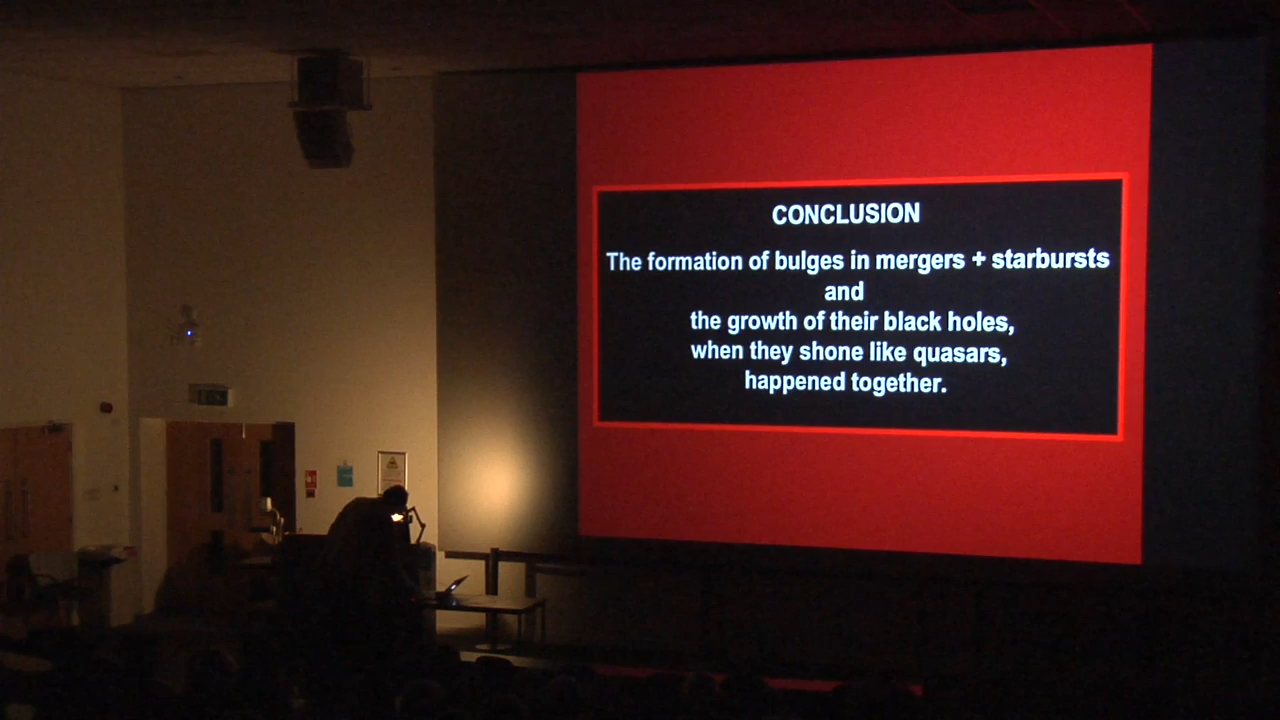 CONCLUSION
The formation of bulges in mergers + starbursts
and
the growth of their black holes,
when they shone like quasars,
happened together.